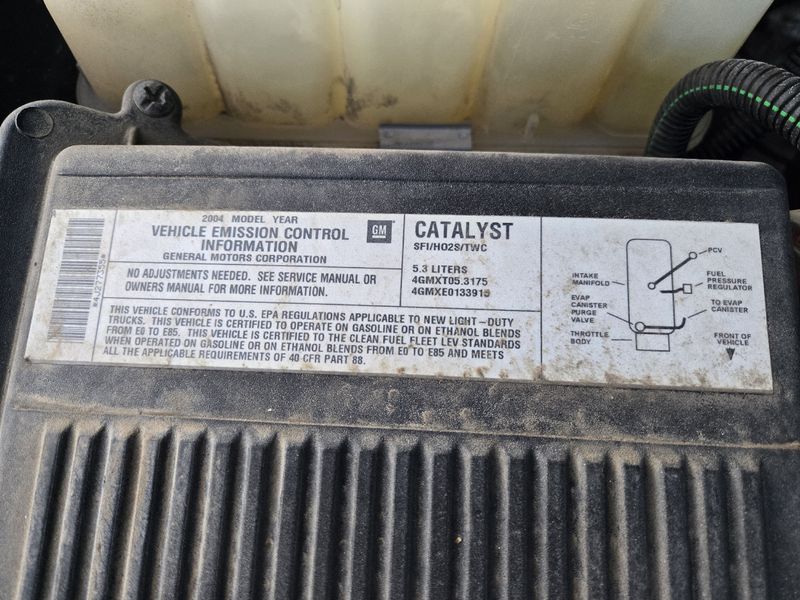 #4J277355#
2004 MODEL YEAR
VEHICLE EMISSION CONTROL
INFORMATION
GENERAL MOTORS CORPORATION
GM
NO ADJUSTMENTS NEEDED. SEE SERVICE MANUAL OR
OWNERS MANUAL FOR MORE INFORMATION.
THIS VEHICLE CONFORMS TO U.S. EPA REGULATIONS APPLICABLE TO NEW LIGHT-DUTY
TRUCKS. THIS VEHICLE IS CERTIFIED TO OPERATE ON GASOLINE OR ON ETHANOL BLENDS
FROM E0 TO E85. THIS VEHICLE IS CERTIFIED TO THE CLEAN FUEL FLEET LEV STANDARDS
WHEN OPERATED ON GASOLINE OR ON ETHANOL BLENDS FROM E0 TO E85 AND MEETS
ALL THE APPLICABLE REQUIREMENTS OF 40 CFR PART 88.
CATALYST
SFI/HO2S/TWC
5.3 LITERS
4GMXT05.3175
4GMXE0133915
PCV
INTAKE
MANIFOLD
FUEL
PRESSURE
REGULATOR
EVAP
CANISTER
PURGE
VALVE
TO EVAP
CANISTER
THROTTLE
BODY
FRONT OF
VEHICLE